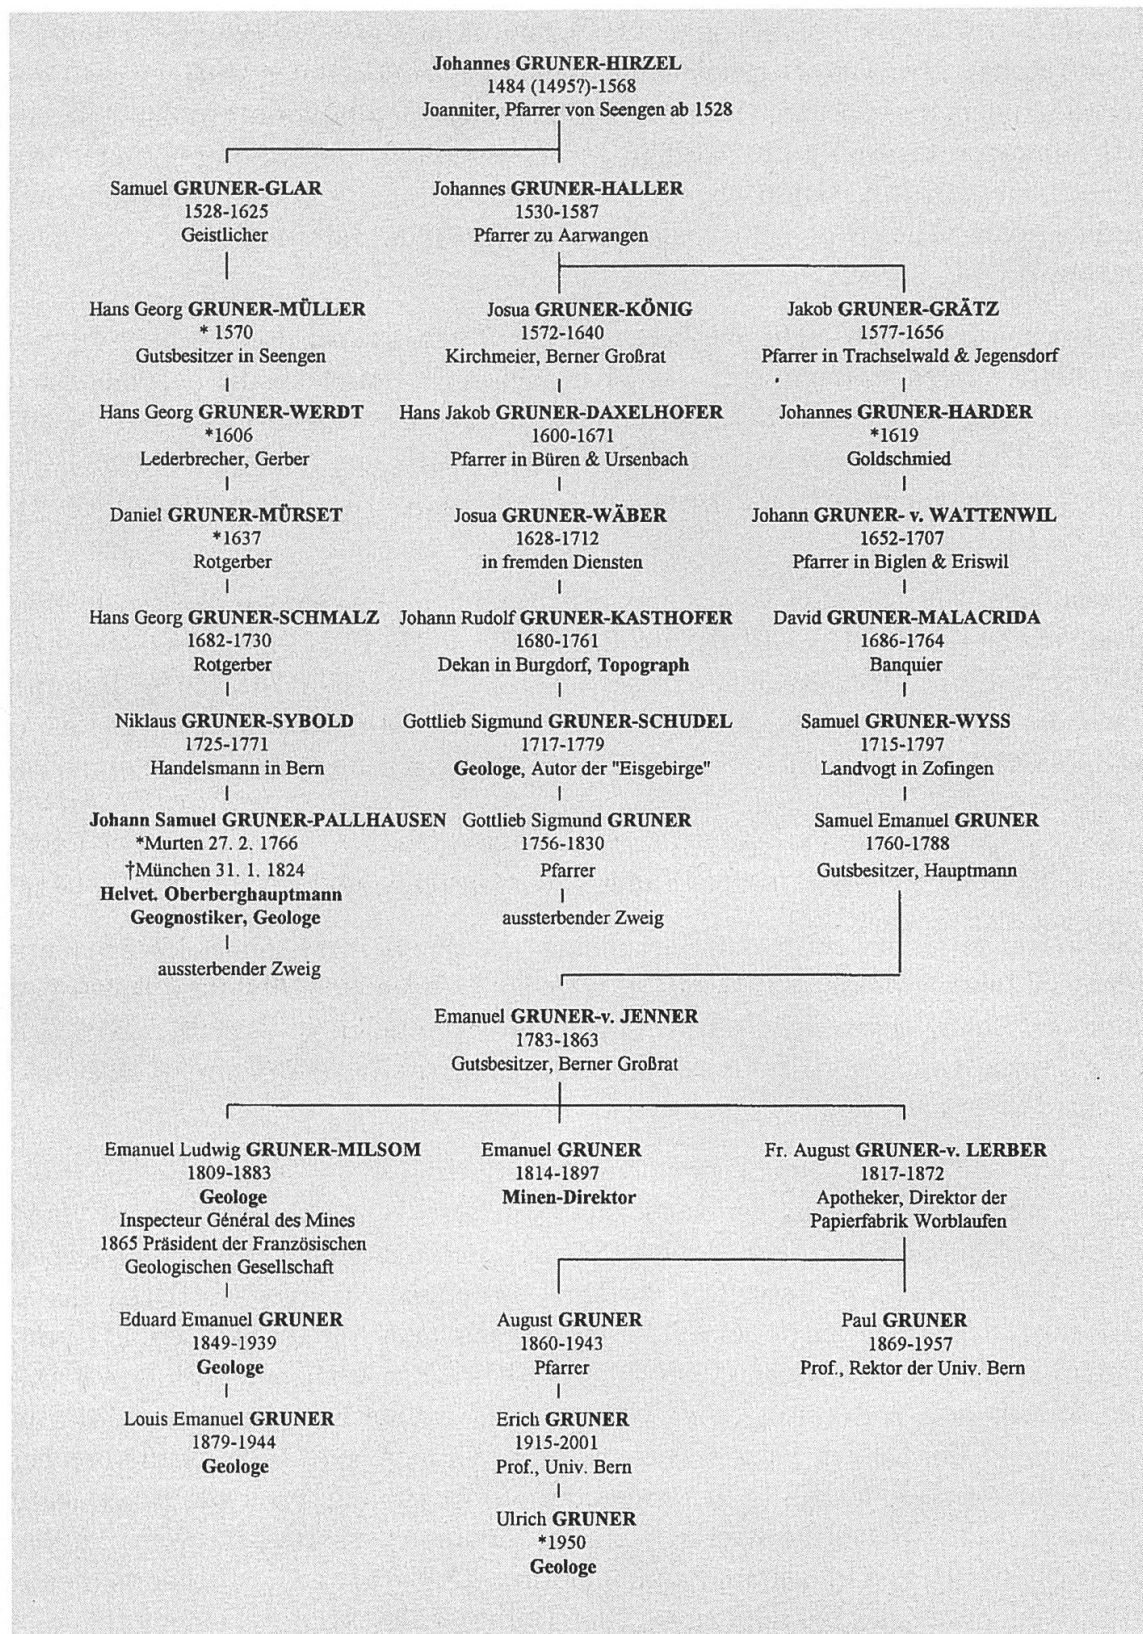 Johannes GRUNER-HIRZEL
1484 (1495?)-1568
Joanniter, Pfarrer von Seengen ab 1528
Samuel GRUNER-GLAR
1528-1625
Geistlicher
Johannes GRUNER-HALLER
1530-1587
Pfarrer zu Aarwangen
Hans Georg GRUNER-MÜLLER
* 1570
Gutsbesitzer in Seengen
Josua GRUNER-KÖNIG
1572-1640
Kirchmeier, Berner Großrat
Jakob GRUNER-GRÄTZ
1577-1656
Pfarrer in Trachselwald & Jegensdorf
Hans Georg GRUNER-WERDT
*1606
Lederbrecher, Gerber
Hans Jakob GRUNER-DAXELHOFER
1600-1671
Pfarrer in Büren & Ursenbach
Johannes GRUNER-HARDER
*1619
Goldschmied
Daniel GRUNER-MÜRSET
*1637
Rotgerber
Josua GRUNER-WÄBER
1628-1712
in fremden Diensten
Johann GRUNER- v. WATTENWIL
1652-1707
Pfarrer in Biglen & Eriswil
Hans Georg GRUNER-SCHMALZ
1682-1730
Rotgerber
Johann Rudolf GRUNER-KASTHOFER
1680-1761
Dekan in Burgdorf, Topograph
David GRUNER-MALACRIDA
1686-1764
Banquier
Niklaus GRUNER-SYBOLD
1725-1771
Handelsmann in Bern
Gottlieb Sigmund GRUNER-SCHUDEL
1717-1779
Geologe, Autor der "Eisgebirge"
Samuel GRUNER-WYSS
1715-1797
Landvogt in Zofingen
Johann Samuel GRUNER-PALLHAUSEN
*Murten 27. 2. 1766
†München 31. 1. 1824
Helvet. Oberberghauptmann
Geognostiker, Geologe
aussterbender Zweig
Gottlieb Sigmund GRUNER
1756-1830
Pfarrer
aussterbender Zweig
Samuel Emanuel GRUNER
1760-1788
Gutsbesitzer, Hauptmann
Emanuel GRUNER-v. JENNER
1783-1863
Gutsbesitzer, Berner Großrat
Emanuel Ludwig GRUNER-MILSOM
1809-1883
Geologe
Inspecteur Général des Mines
1865 Präsident der Französischen
Geologischen Gesellschaft
Emanuel GRUNER
1814-1897
Minen-Direktor
Fr. August GRUNER-v. LERBER
1817-1872
Apotheker, Direktor der
Papierfabrik Worblaufen
Eduard Emanuel GRUNER
1849-1939
Geologe
August GRUNER
1860-1943
Pfarrer
Paul GRUNER
1869-1957
Prof., Rektor der Univ. Bern
Louis Emanuel GRUNER
1879-1944
Geologe
Erich GRUNER
1915-2001
Prof., Univ. Bern
Ulrich GRUNER
*1950
Geologe